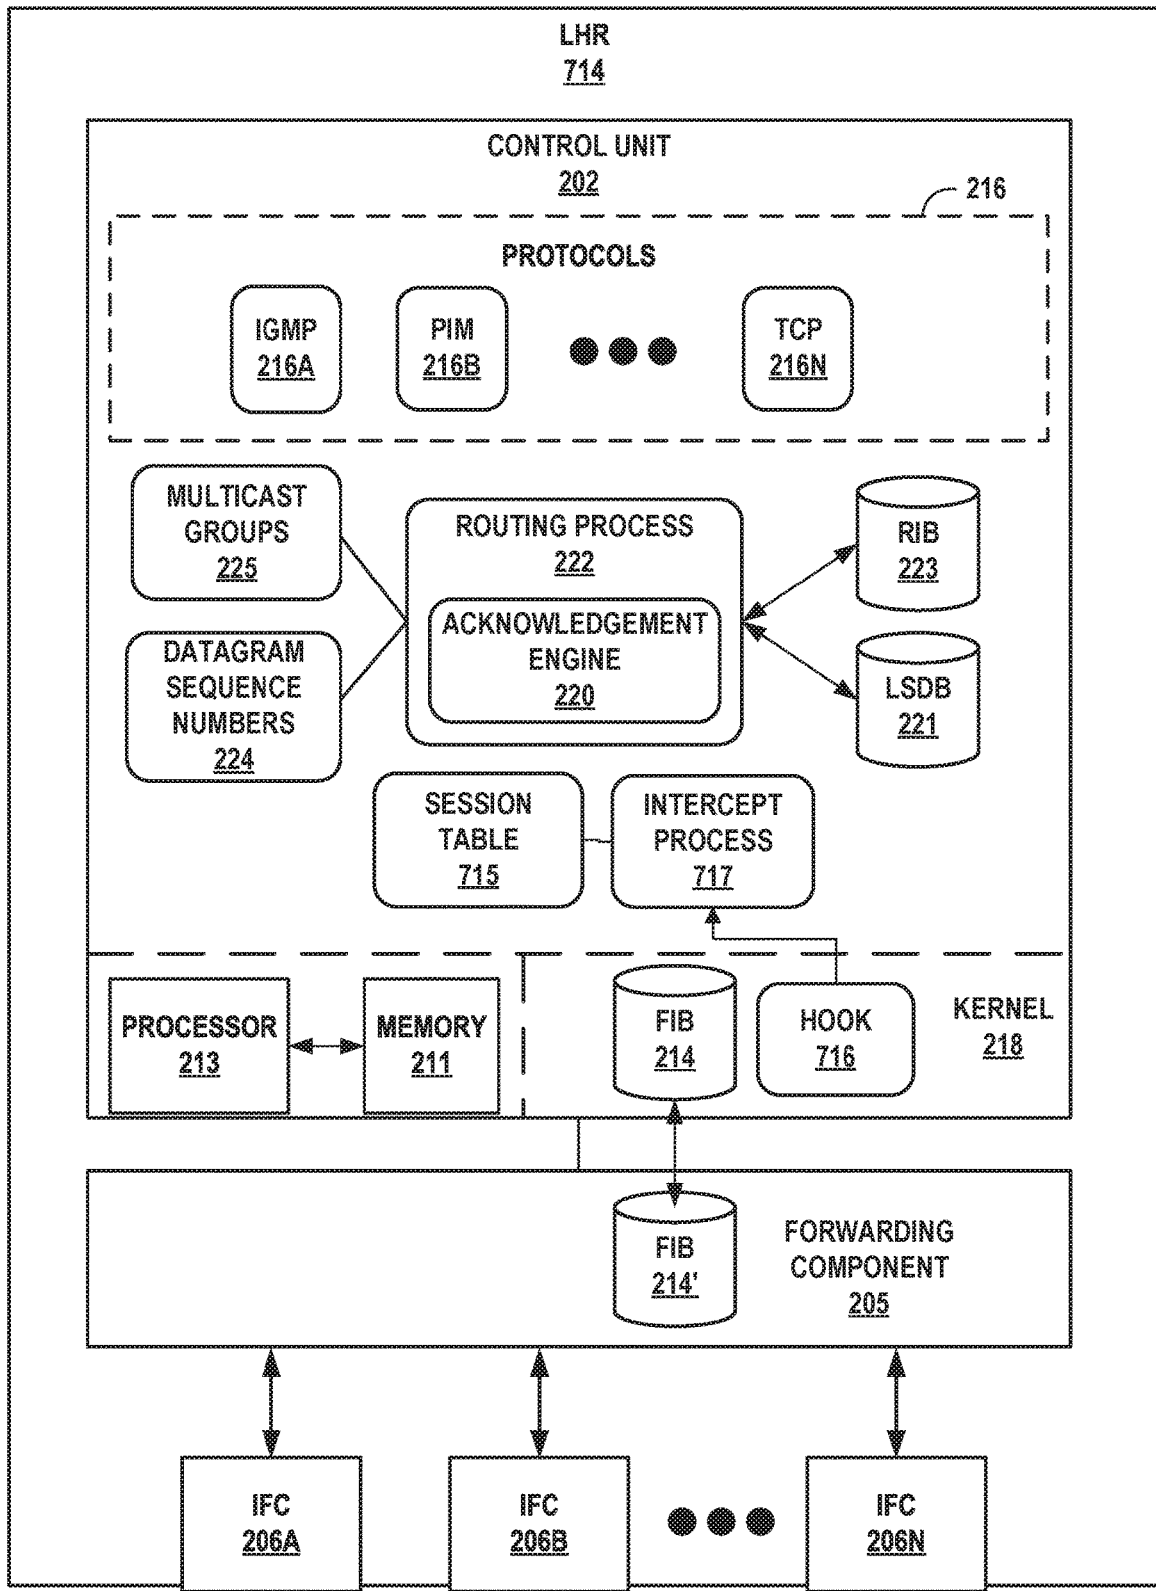 LHR
714
CONTROL UNIT
202
216
PROTOCOLS
IGMP
216A
PIM
216B
TCP
216N
MULTICAST
GROUPS
225
ROUTING PROCESS
222
RIB
223
ACKNOWLEDGEMENT
ENGINE
220
DATAGRAM
SEQUENCE
NUMBERS
224
LSDB
221
SESSION
TABLE
715
INTERCEPT
PROCESS
717
PROCESSOR
213
MEMORY
211
FIB
214
HOOK
716
KERNEL
218
FIB
214'
FORWARDING
COMPONENT
205
IFC
206A
IFC
206B
IFC
206N